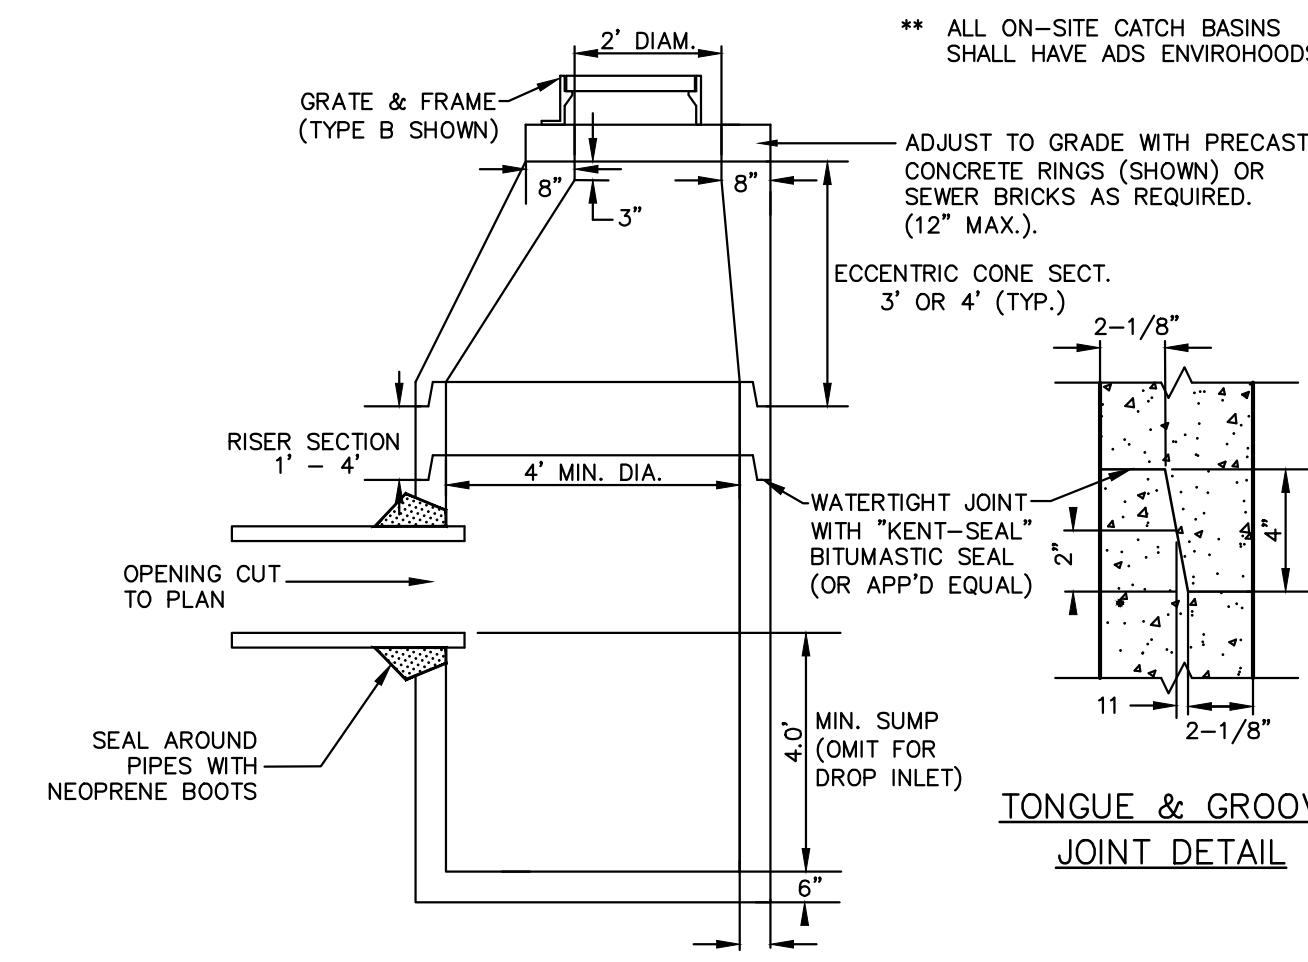 ** ALL ON-SITE CATCH BASINS
SHALL HAVE ADS ENVIROHOODS
2' DIAM.
GRATE & FRAME
(TYPE B SHOWN)
ADJUST TO GRADE WITH PRECAST
CONCRETE RINGS (SHOWN) OR
SEWER BRICKS AS REQUIRED.
(12" MAX.).
8"
8"
3"
ECCENTRIC CONE SECT.
3' OR 4' (TYP.)
2-1/8"
RISER SECTION
1' - 4'
4' MIN. DIA.
WATERTIGHT JOINT
WITH "KENT-SEAL"
BITUMASTIC SEAL
(OR APP'D EQUAL)
2"
4"
OPENING CUT
TO PLAN
11
2-1/8"
SEAL AROUND
PIPES WITH
NEOPRENE BOOTS
4.0'
MIN. SUMP
(OMIT FOR
DROP INLET)
TONGUE & GROOV
JOINT DETAIL
6"